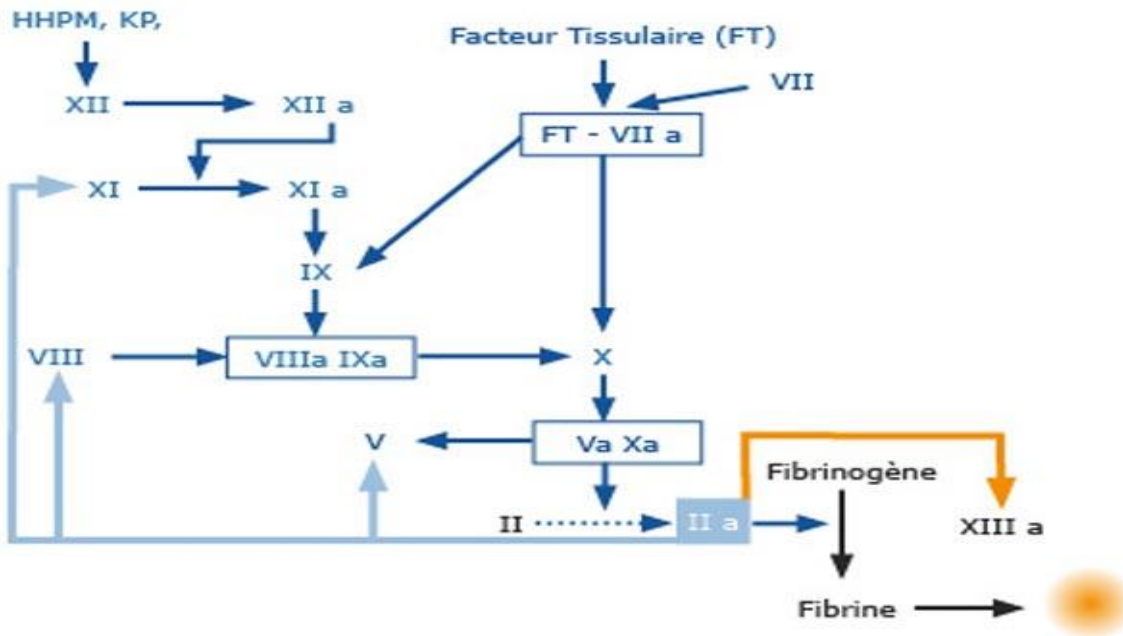 HHPM, KP,
Facteur Tissulaire (FT)
VII
XII
XII a
FT - VII a
XI
XI a
IX
VIII
VIIIa IXa
X
V
Va Xa
Fibrinogène
II
II a
XIII a
Fibrine